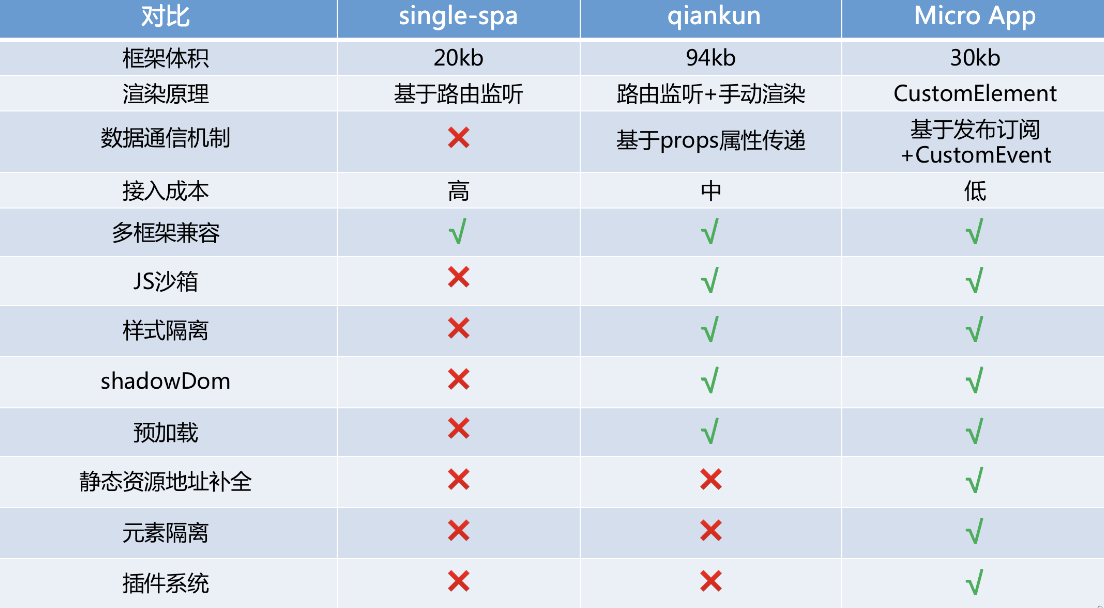 对比 single-spa qiankun Micro App
框架体积 20kb 94kb 30kb
渲染原理 基于路由监听 路由监听+手动渲染 CustomElement
数据通信机制 ❌ 基于props属性传递 基于发布订阅
+CustomEvent
接入成本 高 中 低
多框架兼容 √ √ √
JS沙箱 ❌ √ √
样式隔离 ❌ √ √
shadowDom ❌ √ √
预加载 ❌ √ √
静态资源地址补全 ❌ ❌ √
元素隔离 ❌ ❌ √
插件系统 ❌ ❌ √